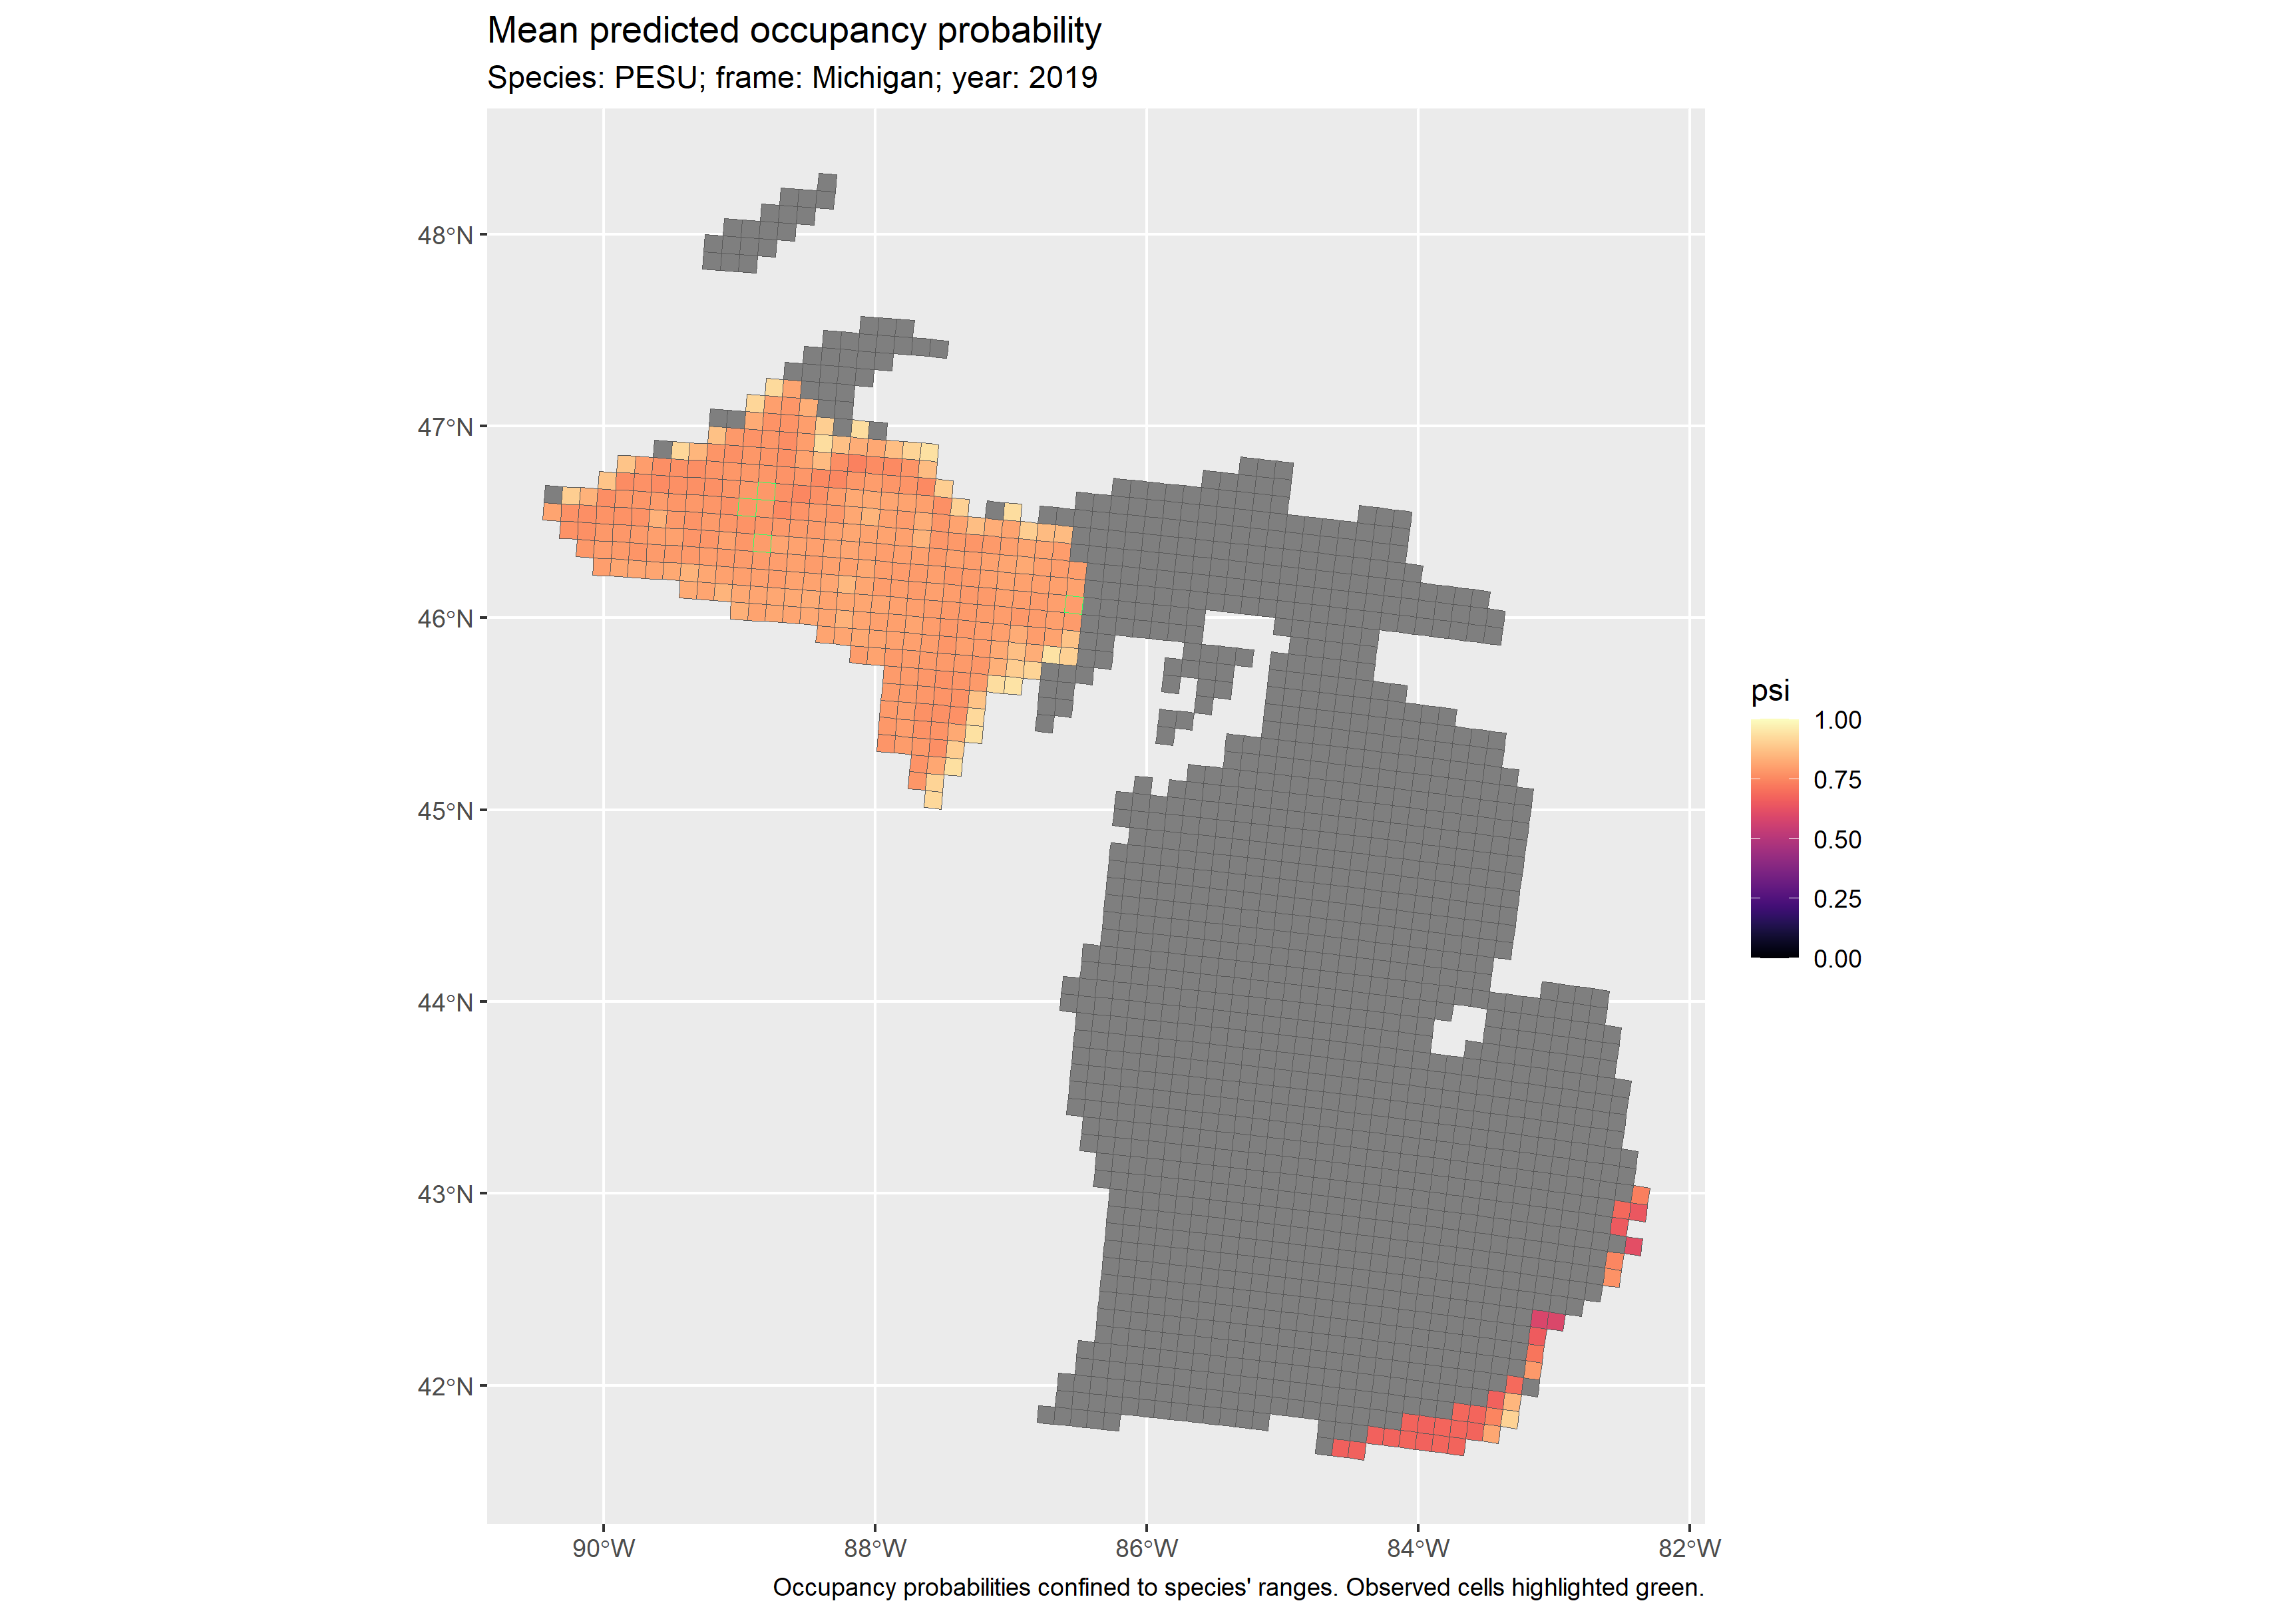 Mean predicted occupancy probability
Species: PESU; frame: Michigan; year: 2019
48°N
47°N
46°N
45°N
44°N
43°N
42°N
90°W
88°W
86°W
84°W
82°W
psi
1.00
0.75
0.50
0.25
0.00
Occupancy probabilities confined to species' ranges. Observed cells highlighted green.